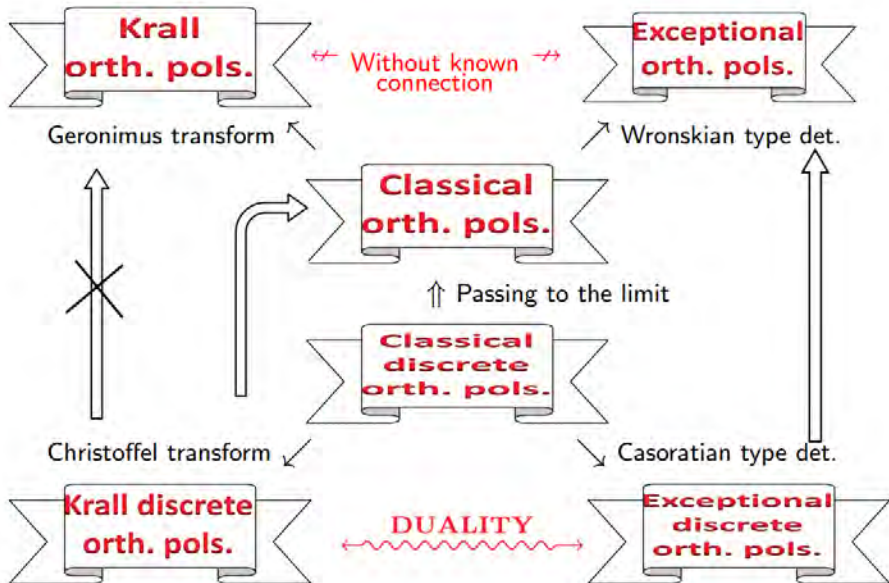 Krall
orth. pols.
Without known
connection
Exceptional
orth. pols.
Geronimus transform
Wronskian type det.
Classical
orth. pols.
Passing to the limit
Classical
discrete
orth. pols.
Christoffel transform
Casoratian type det.
Krall discrete
orth. pols.
DUALITY
Exceptional
discrete
orth. pols.